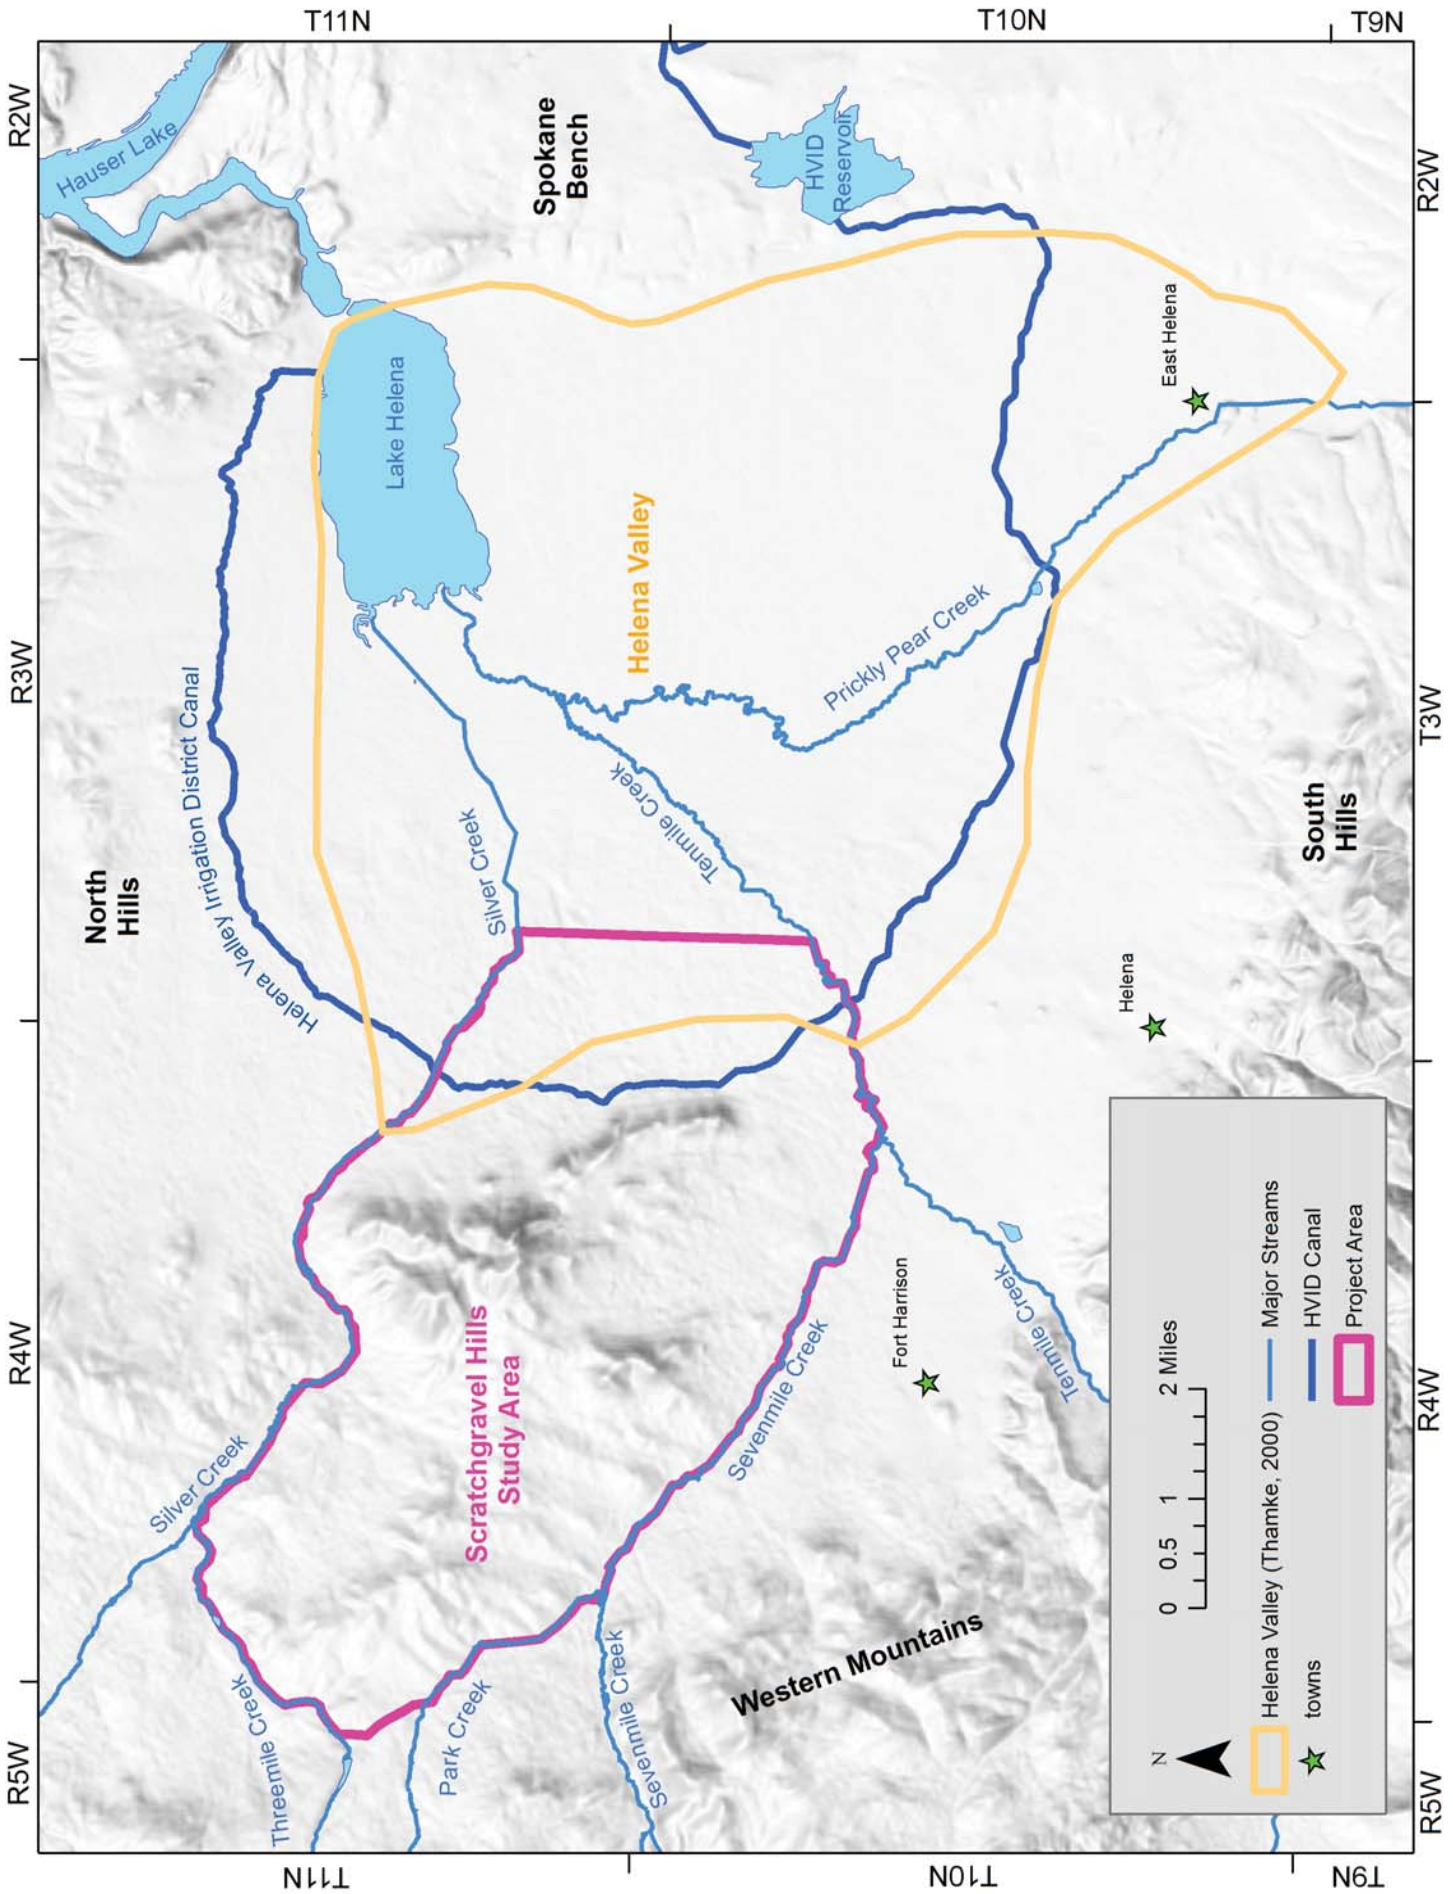 R5W
R4W
R3W
R2W
T11N
T11N
Hauser Lake
North
Hills
Helena Valley Irrigation District Canal
Silver Creek
Threemile Creek
Lake Helena
Silver Creek
Park Creek
Scratchgravel Hills
Study Area
Spokane
Bench
Sevenmile Creek
Helena Valley
Tenmile Creek
Sevenmile Creek
Western Mountains
HVID
Reservoir
Prickly Pear Creek
Fort Harrison
T10N
T10N
Tenmile Creek
Helena
East Helena
South
Hills
N
0 0.5 1 2 Miles
Helena Valley (Thamke, 2000)
Major Streams
towns
HVID Canal
Project Area
T9N
T9N
R5W
R4W
T3W
R2W